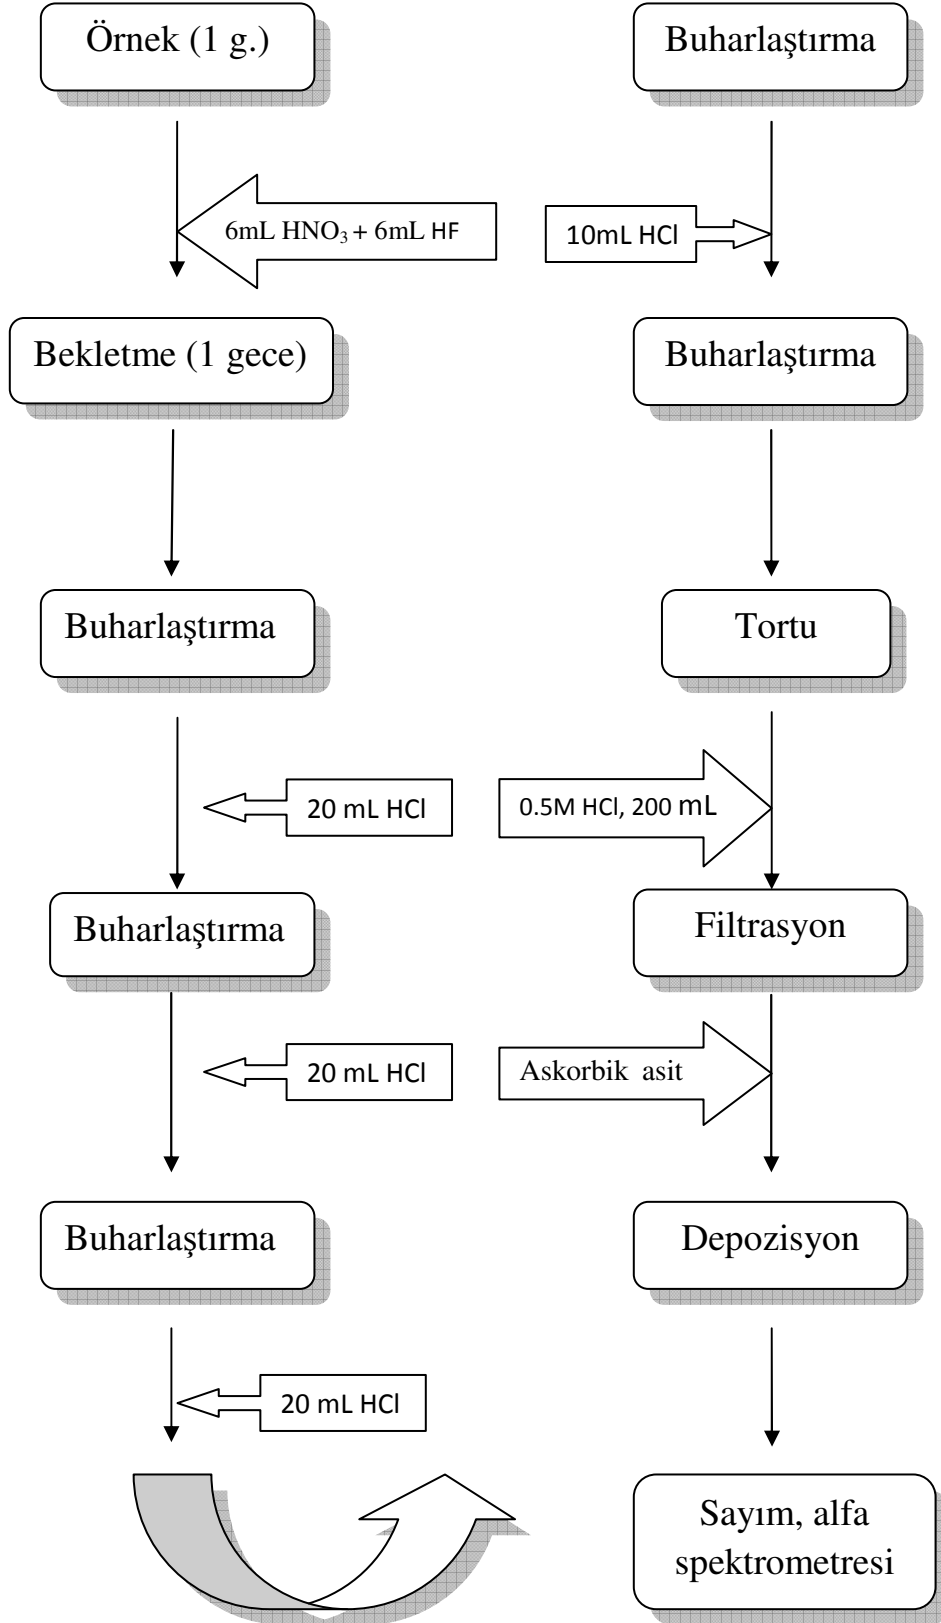 Örnek (1 g.)
6mL HNO₃ + 6mL HF
Bekletme (1 gece)
Buharlaştırma
20 mL HCl
Buharlaştırma
20 mL HCl
Buharlaştırma
20 mL HCl
Buharlaştırma
10mL HCl
Buharlaştırma
Tortu
0.5M HCl, 200 mL
Filtrasyon
Askorbik asit
Depozisyon
Sayım, alfa
spektrometresi